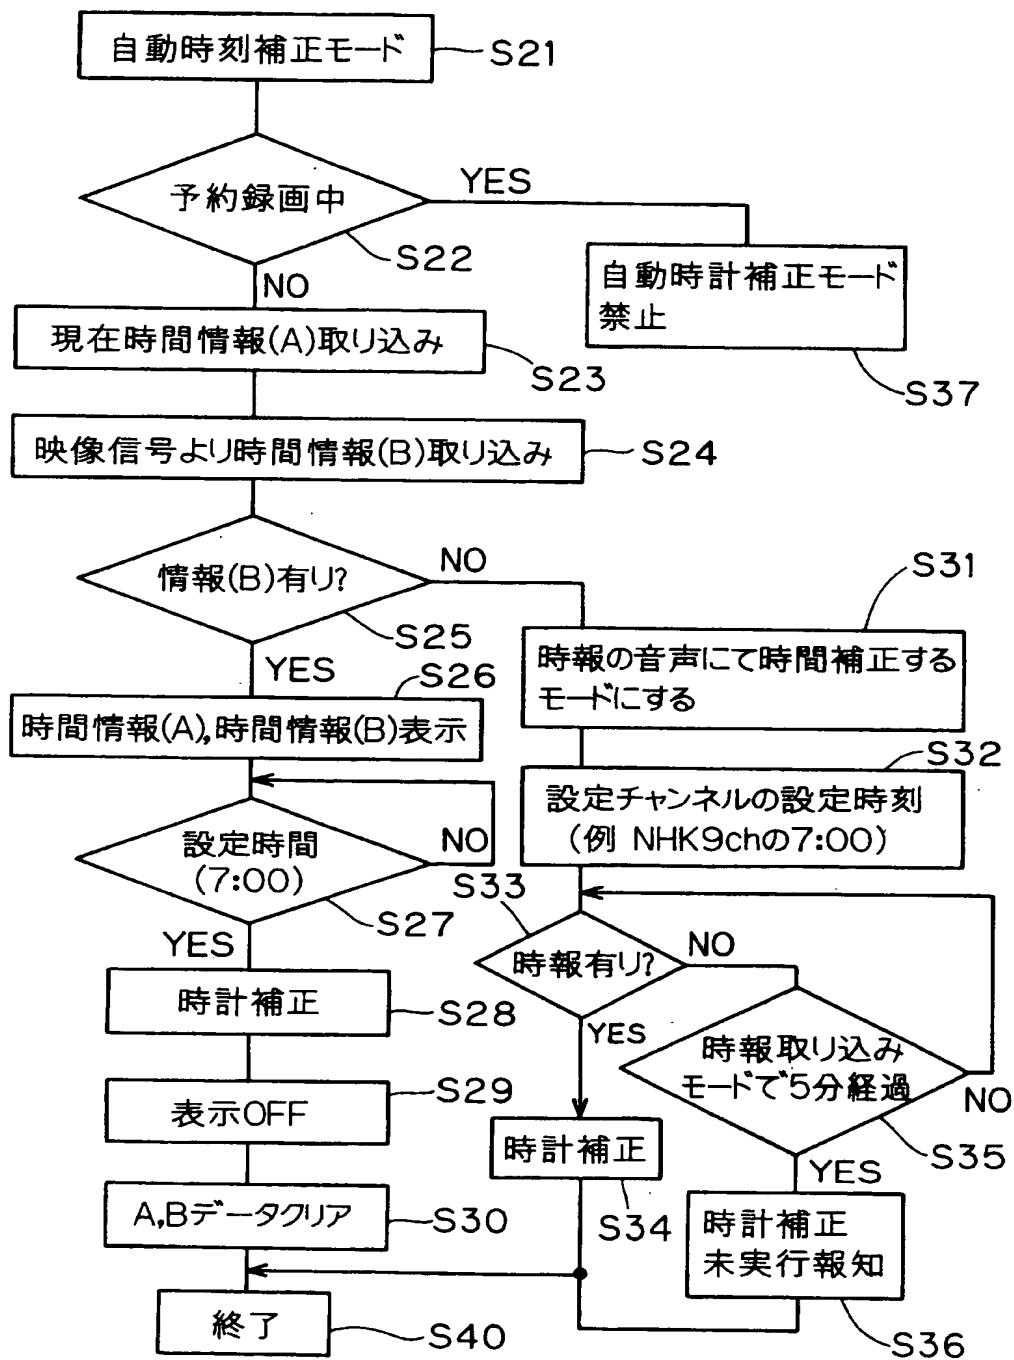 自動時刻補正モード
S21
予約録画中
YES
S22
NO
自動時計補正モード
禁止
S37
現在時間情報(A)取り込み
S23
映像信号より時間情報(B)取り込み
S24
情報(B)有り?
NO
S25
YES
S31
時報の音声にて時間補正する
モードにする
S26
時間情報(A),時間情報(B)表示
S32
設定チャンネルの設定時刻
(例 NHK9chの7:00)
設定時間
(7:00)
NO
S27
YES
S33
時報有り?
NO
YES
時計補正
S28
時報取り込み
モードで5分経過
NO
S35
YES
表示OFF
S29
時計補正
S34
A,Bデータクリア
S30
時計補正
未実行報知
S36
終了
S40